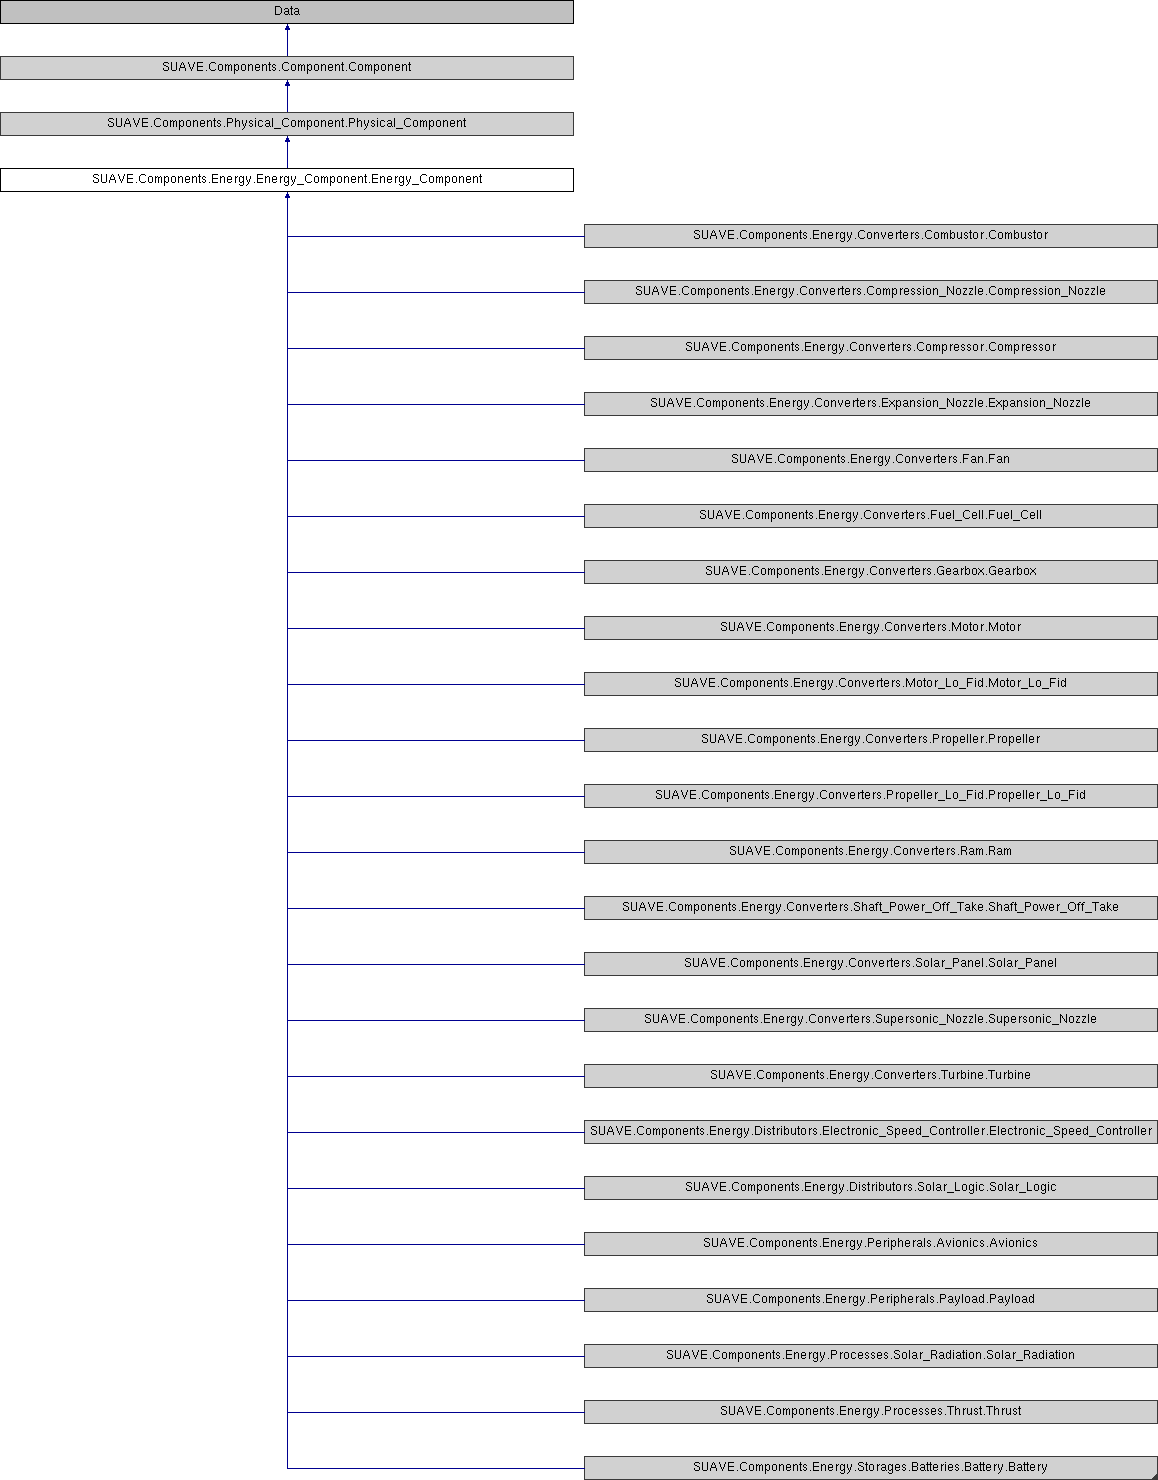 Data
SUAVE.Components.Component.Component
SUAVE.Components.Physical_Component.Physical_Component
SUAVE.Components.Energy.Energy_Component.Energy_Component
SUAVE.Components.Energy.Converters.Combustor.Combustor
SUAVE.Components.Energy.Converters.Compression_Nozzle.Compression_Nozzle
SUAVE.Components.Energy.Converters.Compressor.Compressor
SUAVE.Components.Energy.Converters.Expansion_Nozzle.Expansion_Nozzle
SUAVE.Components.Energy.Converters.Fan.Fan
SUAVE.Components.Energy.Converters.Fuel_Cell.Fuel_Cell
SUAVE.Components.Energy.Converters.Gearbox.Gearbox
SUAVE.Components.Energy.Converters.Motor.Motor
SUAVE.Components.Energy.Converters.Motor_Lo_Fid.Motor_Lo_Fid
SUAVE.Components.Energy.Converters.Propeller.Propeller
SUAVE.Components.Energy.Converters.Propeller_Lo_Fid.Propeller_Lo_Fid
SUAVE.Components.Energy.Converters.Ram.Ram
SUAVE.Components.Energy.Converters.Shaft_Power_Off_Take.Shaft_Power_Off_Take
SUAVE.Components.Energy.Converters.Solar_Panel.Solar_Panel
SUAVE.Components.Energy.Converters.Supersonic_Nozzle.Supersonic_Nozzle
SUAVE.Components.Energy.Converters.Turbine.Turbine
SUAVE.Components.Energy.Distributors.Electronic_Speed_Controller.Electronic_Speed_Controller
SUAVE.Components.Energy.Distributors.Solar_Logic.Solar_Logic
SUAVE.Components.Energy.Peripherals.Avionics.Avionics
SUAVE.Components.Energy.Peripherals.Payload.Payload
SUAVE.Components.Energy.Processes.Solar_Radiation.Solar_Radiation
SUAVE.Components.Energy.Processes.Thrust.Thrust
SUAVE.Components.Energy.Storages.Batteries.Battery.Battery